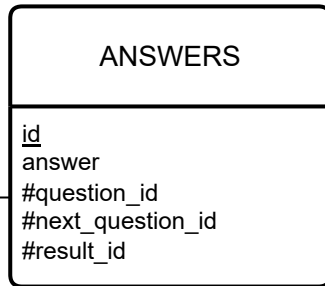 ANSWERS
id
answer
#question_id
#next_question_id
#result_id